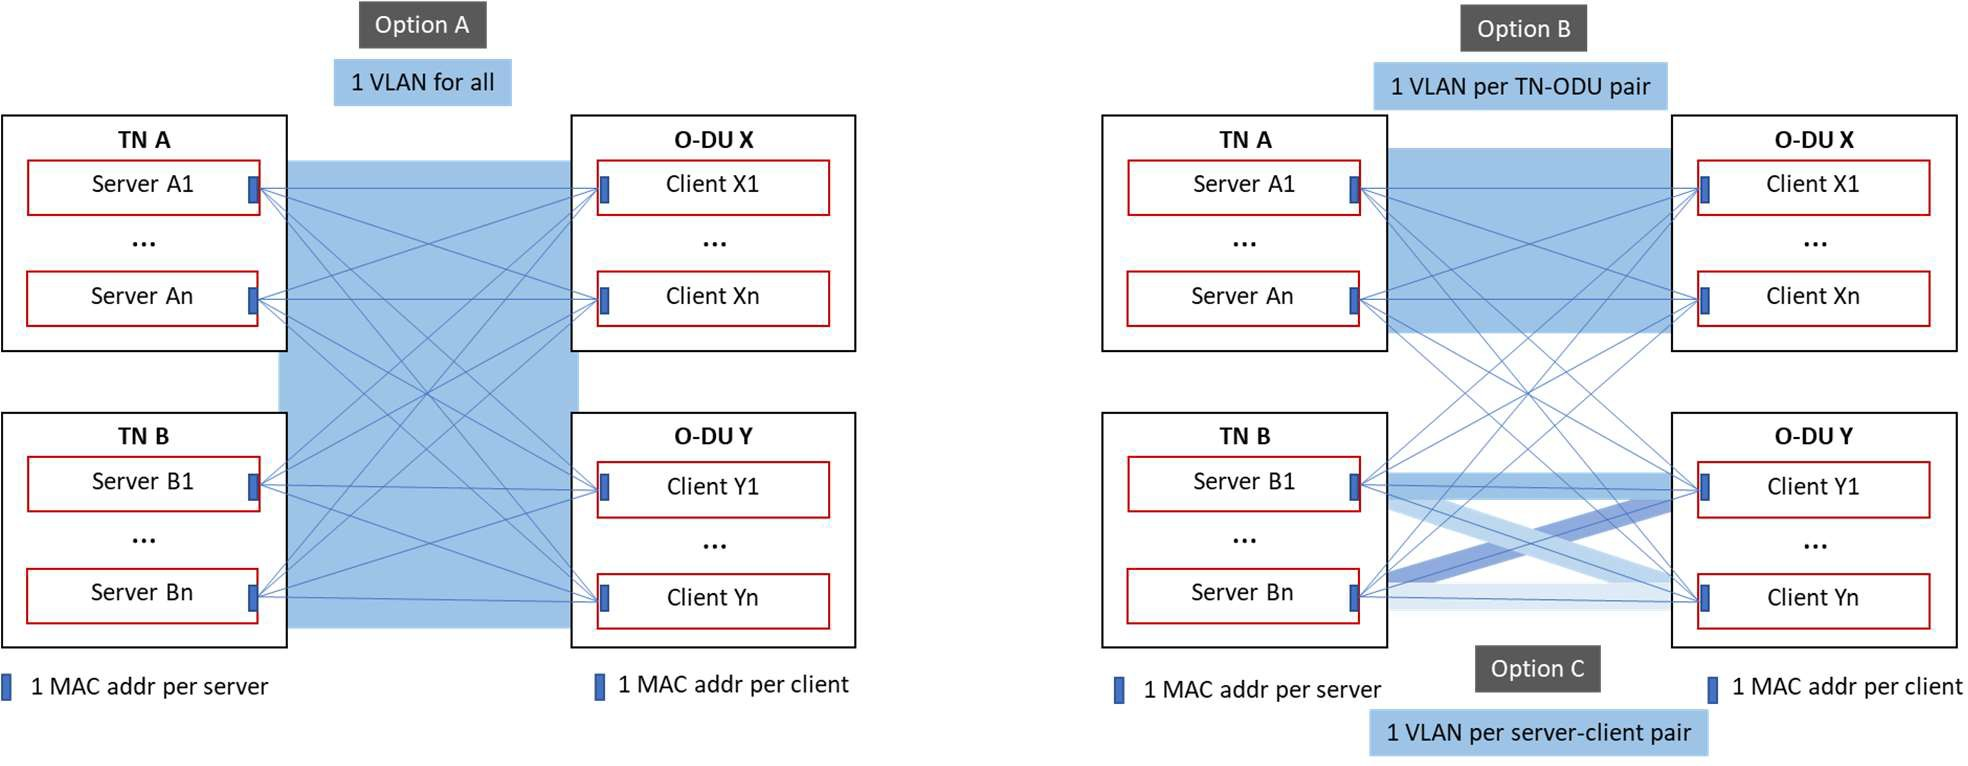 Option A
1 VLAN for all
TN A
Server A1
...
Server An
O-DU X
Client X1
...
Client Xn
TN B
Server B1
...
Server Bn
O-DU Y
Client Y1
...
Client Yn
1 MAC addr per server
1 MAC addr per client
Option B
1 VLAN per TN-ODU pair
TN A
Server A1
...
Server An
O-DU X
Client X1
...
Client Xn
TN B
Server B1
...
Server Bn
O-DU Y
Client Y1
...
Client Yn
1 MAC addr per server
1 MAC addr per client
Option C
1 VLAN per server-client pair